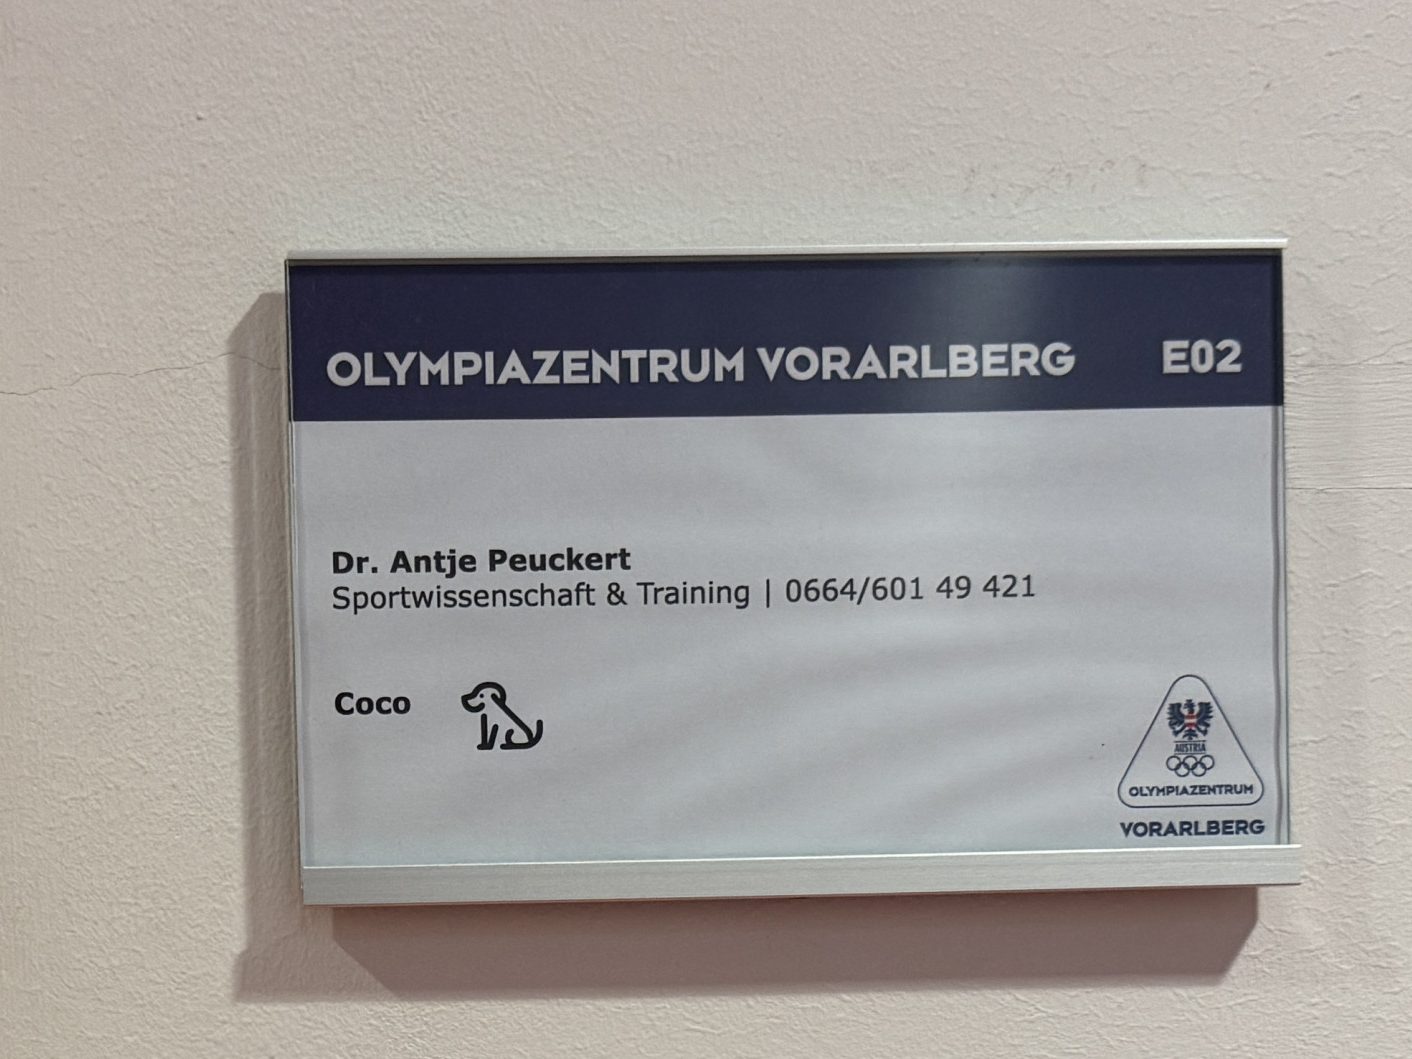 OLYMPIAZENTRUM VORARLBERG E02
Dr. Antje Peuckert
Sportwissenschaft & Training | 0664/601 49 421
Coco
AUSTRIA
OLYMPIAZENTRUM
VORARLBERG